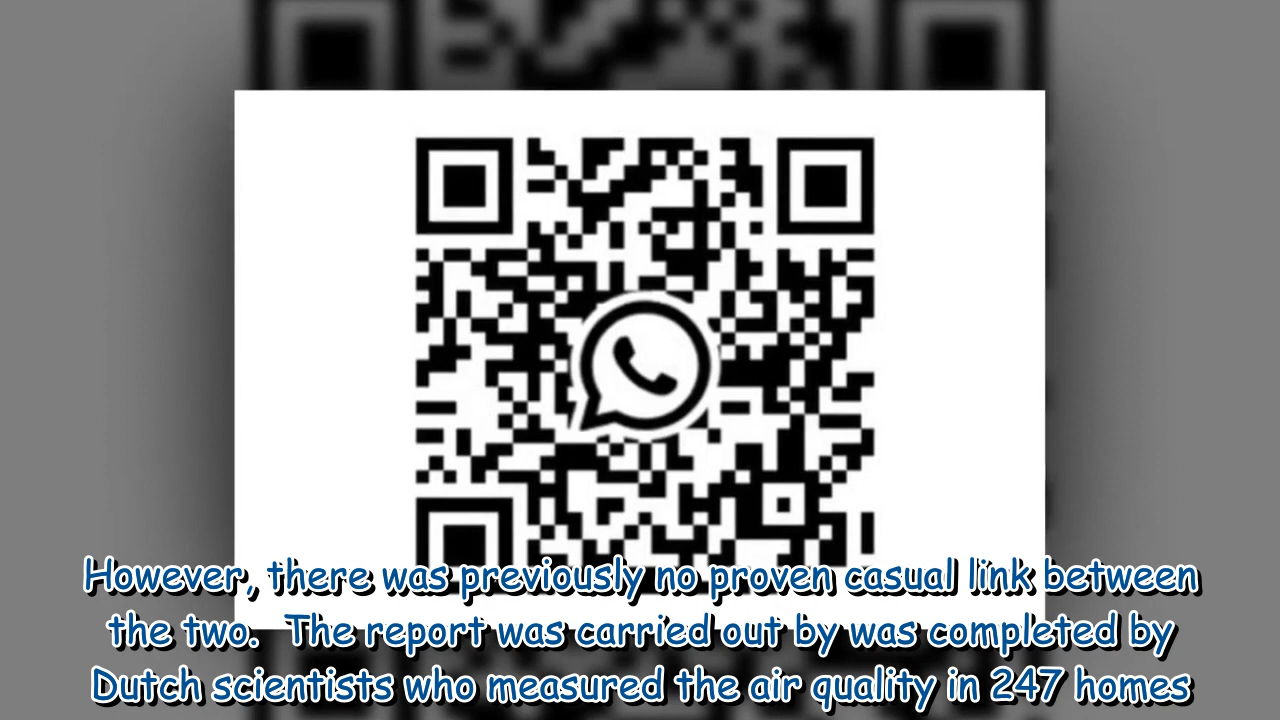 However, there was previously no proven casual link between
the two. The report was carried out by was completed by
Dutch scientists who measured the air quality in 247 homes